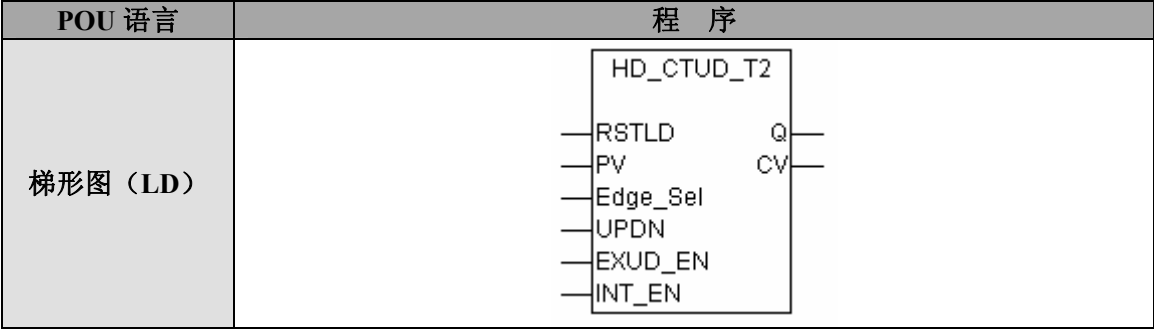 POU 语言
程 序
梯形图（LD）
HD_CTUD_T2
RSTLD Q
PV CV
Edge_Sel
UPDN
EXUD_EN
INT_EN